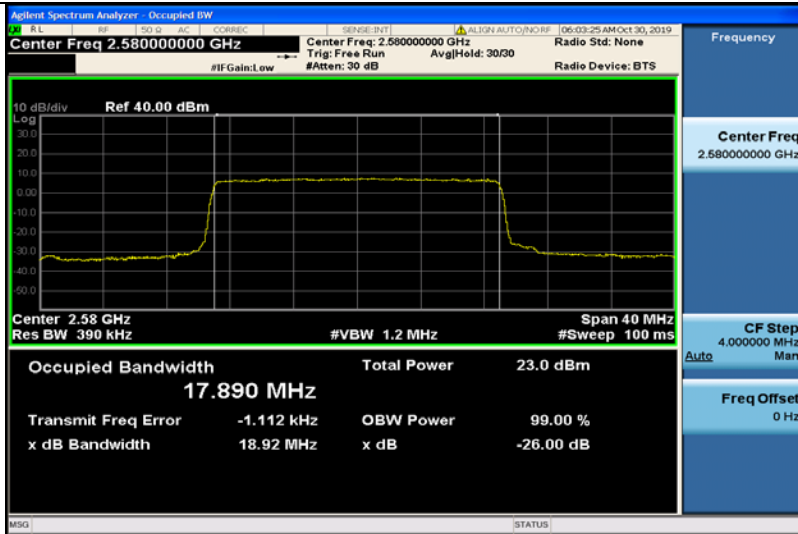 Agilent Spectrum Analyzer - Occupied BW
LXI RL RF 50 Ω AC CORREC SENSE:INT ALIGN AUTO/NO RF 06:03:25 AM Oct 30, 2019
Center Freq 2.580000000 GHz
Center Freq: 2.580000000 GHz Radio Std: None
Trig: Free Run Avg|Hold: 30/30
#IFGain:Low #Atten: 30 dB Radio Device: BTS
10 dB/div Ref 40.00 dBm
Log
30.0
20.0
10.0
0.00
-10.0
-20.0
-30.0
-40.0
-50.0
Center 2.58 GHz Span 40 MHz
Res BW 390 kHz #VBW 1.2 MHz #Sweep 100 ms
Occupied Bandwidth Total Power 23.0 dBm
17.890 MHz
Transmit Freq Error -1.112 kHz OBW Power 99.00 %
x dB Bandwidth 18.92 MHz x dB -26.00 dB
MSG STATUS
Frequency
Center Freq
2.580000000 GHz
CF Step
4.000000 MHz
Auto Man
Freq Offset
0 Hz